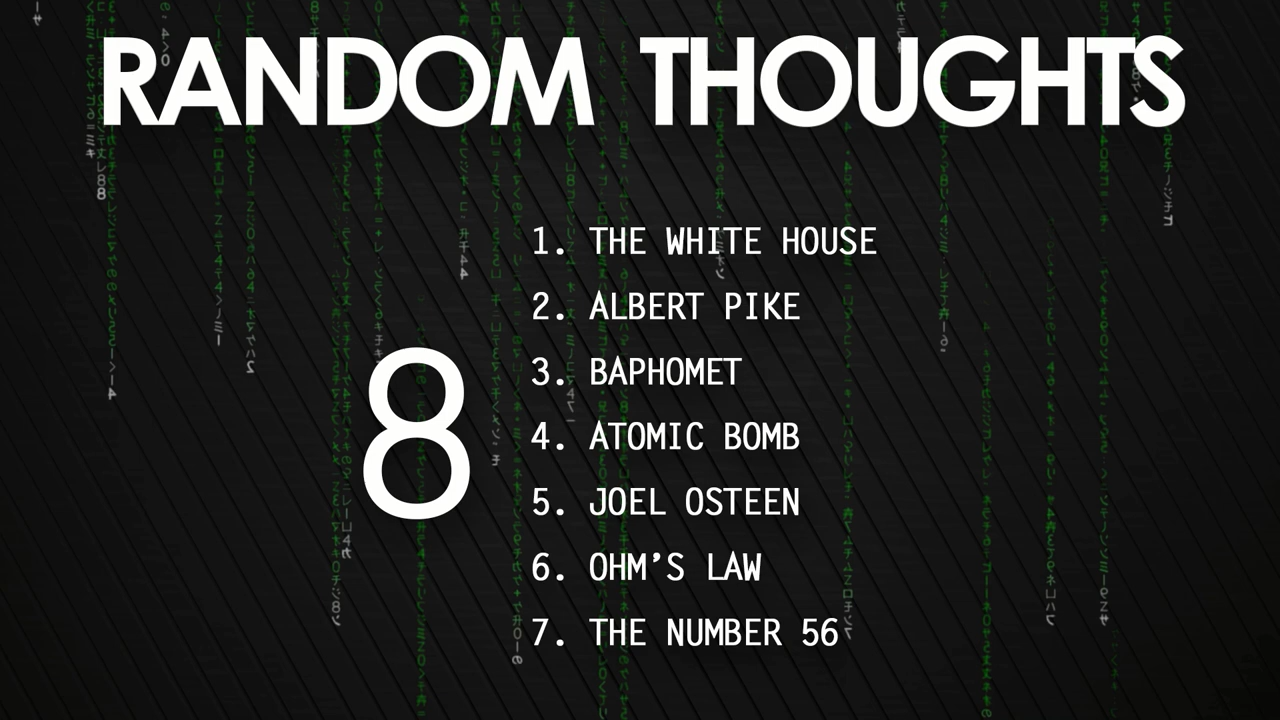 RANDOM THOUGHTS
8
1. THE WHITE HOUSE
2. ALBERT PIKE
3. BAPHOMET
4. ATOMIC BOMB
5. JOEL OSTEEN
6. OHM'S LAW
7. THE NUMBER 56